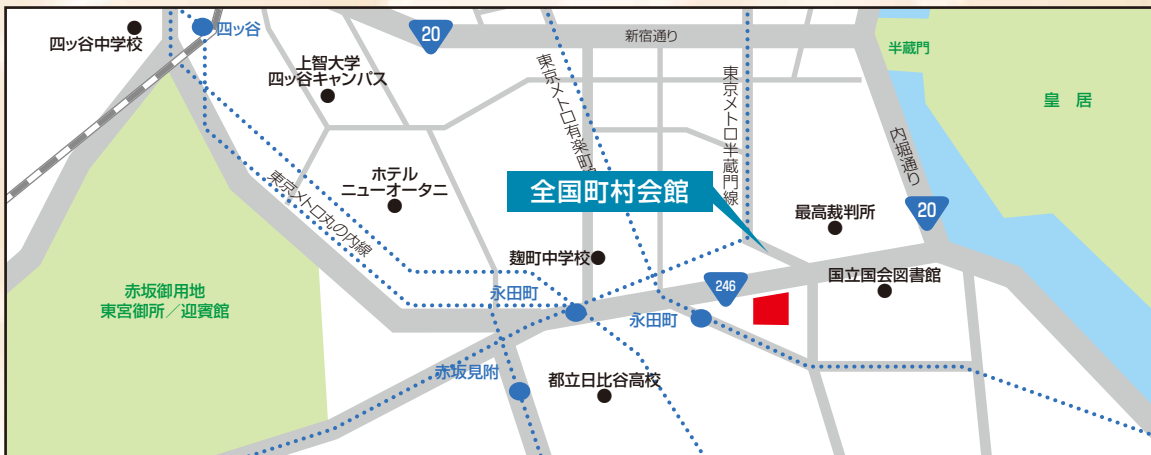 四ッ谷中学校
四ッ谷
20
新宿通り
半蔵門
上智大学
四ッ谷キャンパス
東京メトロ有楽町
東京メトロ半蔵門線
皇 居
内堀通り
ホテル
ニューオータニ
全国町村会館
最高裁判所
20
東京メトロ丸の内線
麹町中学校
国立国会図書館
赤坂御用地
東宮御所／迎賓館
永田町
246
永田町
赤坂見附
都立日比谷高校